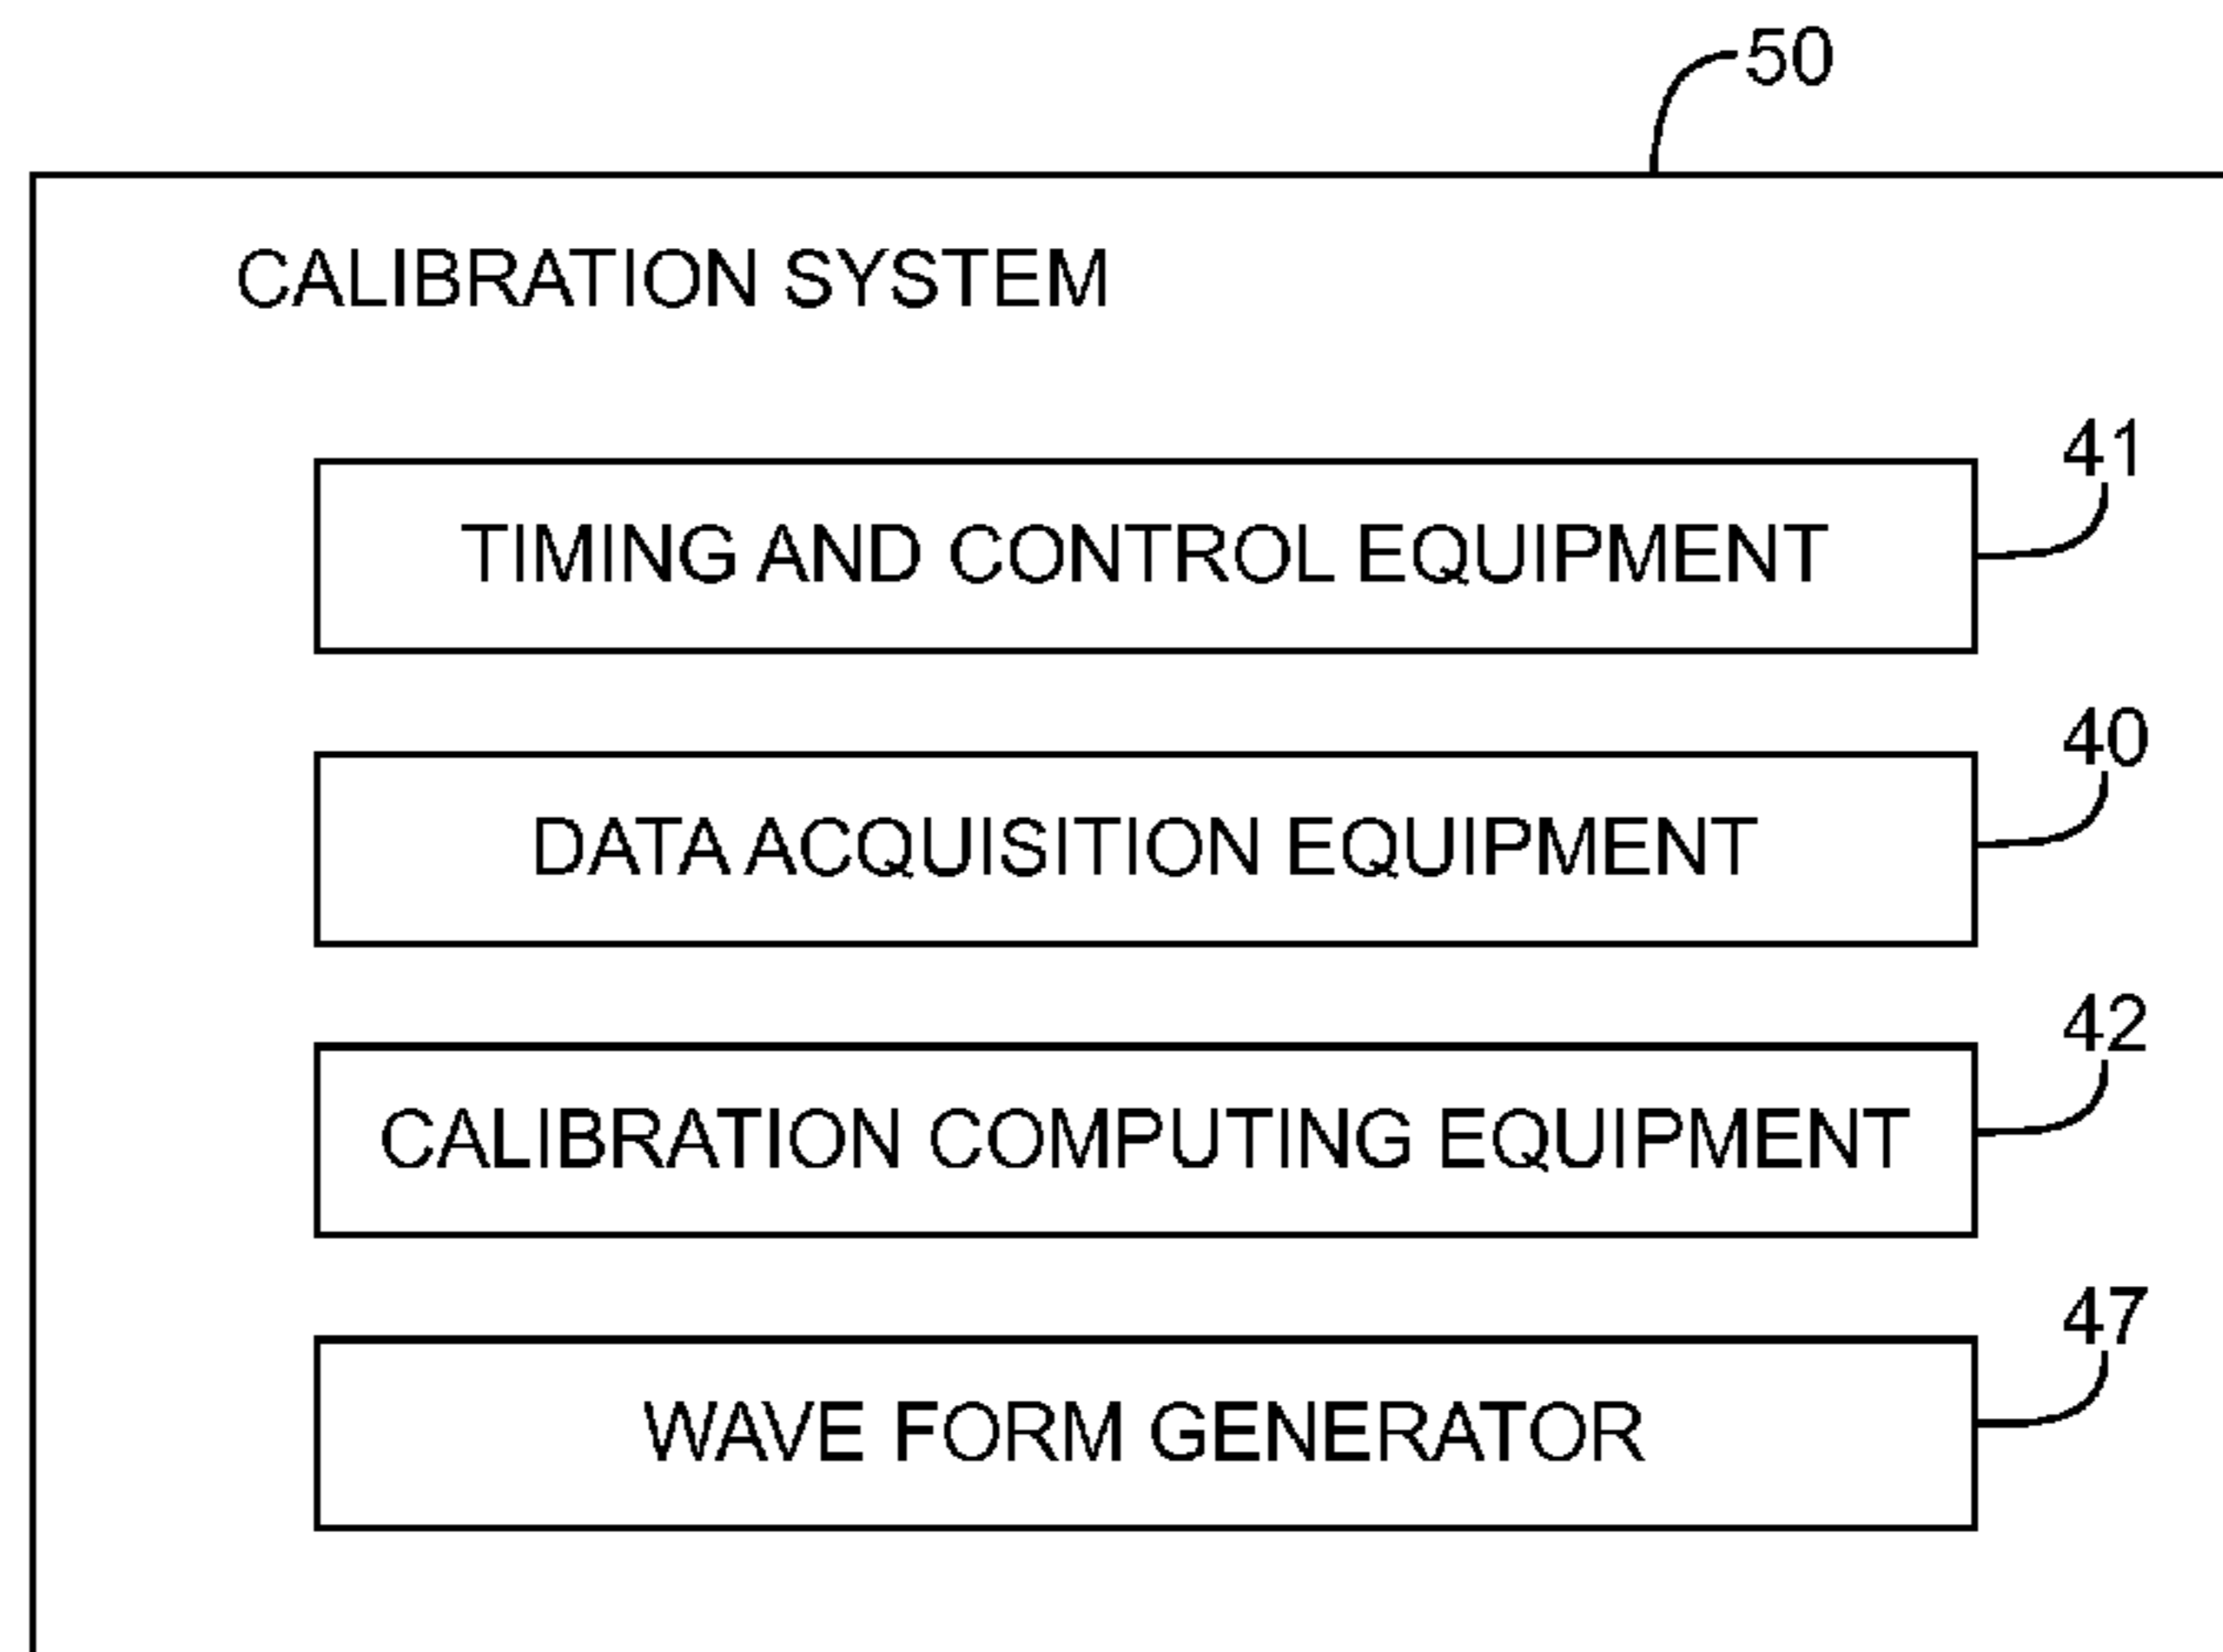 50
CALIBRATION SYSTEM
41
TIMING AND CONTROL EQUIPMENT
40
DATA ACQUISITION EQUIPMENT
42
CALIBRATION COMPUTING EQUIPMENT
47
WAVE FORM GENERATOR